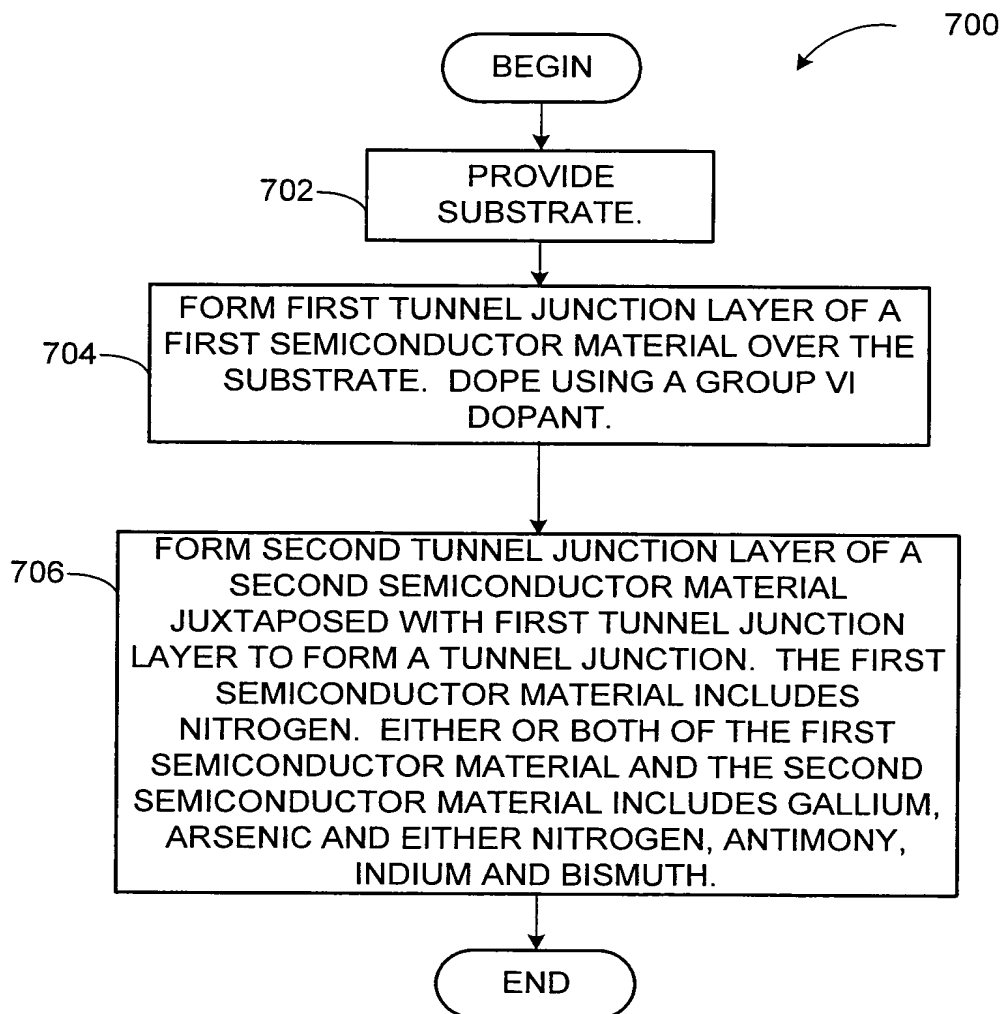 700
BEGIN
702
PROVIDE
SUBSTRATE.
704
FORM FIRST TUNNEL JUNCTION LAYER OF A
FIRST SEMICONDUCTOR MATERIAL OVER THE
SUBSTRATE. DOPE USING A GROUP VI
DOPANT.
706
FORM SECOND TUNNEL JUNCTION LAYER OF A
SECOND SEMICONDUCTOR MATERIAL
JUXTAPOSED WITH FIRST TUNNEL JUNCTION
LAYER TO FORM A TUNNEL JUNCTION. THE FIRST
SEMICONDUCTOR MATERIAL INCLUDES
NITROGEN. EITHER OR BOTH OF THE FIRST
SEMICONDUCTOR MATERIAL AND THE SECOND
SEMICONDUCTOR MATERIAL INCLUDES GALLIUM,
ARSENIC AND EITHER NITROGEN, ANTIMONY,
INDIUM AND BISMUTH.
END